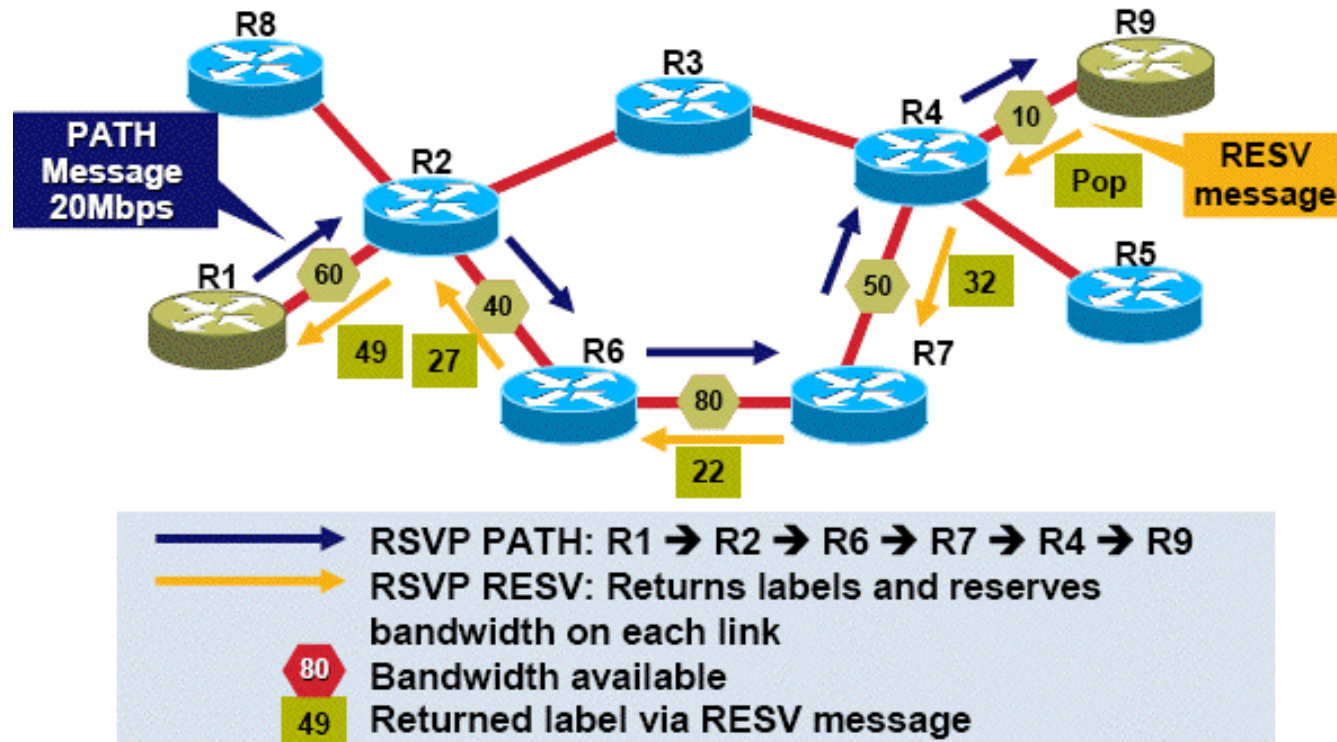 R8
R9
R3
PATH
Message
20Mbps
R2
R4
10
RESV
message
Pop
R1
60
R5
50
32
40
49
27
R6
R7
80
22
RSVP PATH: R1 ➔ R2 ➔ R6 ➔ R7 ➔ R4 ➔ R9
RSVP RESV: Returns labels and reserves
bandwidth on each link
80
Bandwidth available
49
Returned label via RESV message